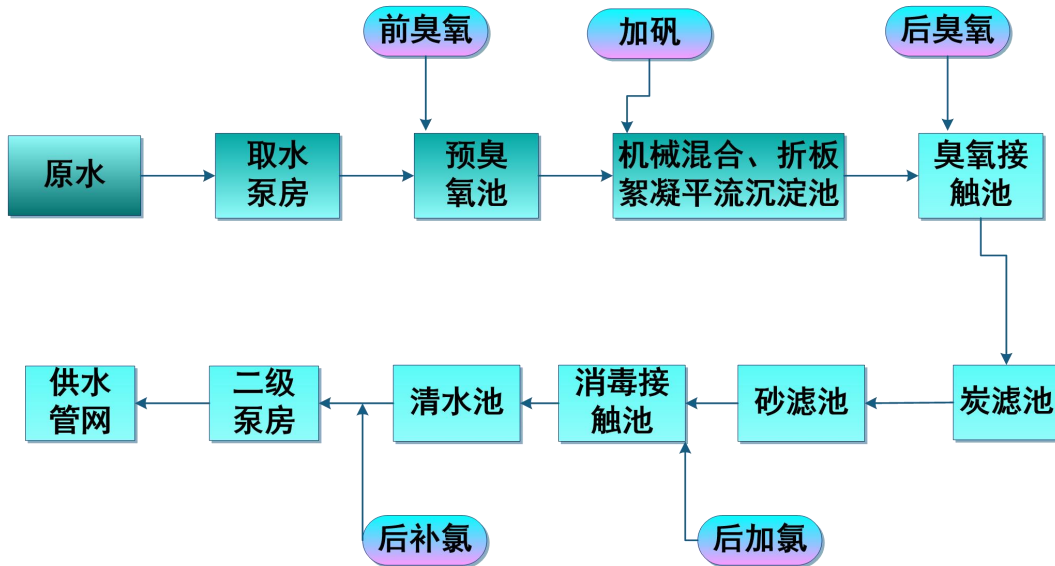 前臭氧
加矾
后臭氧
原水
取水
泵房
预臭
氧池
机械混合、折板
絮凝平流沉淀池
臭氧接
触池
供水
管网
二级
泵房
清水池
消毒接
触池
砂滤池
炭滤池
后补氯
后加氯